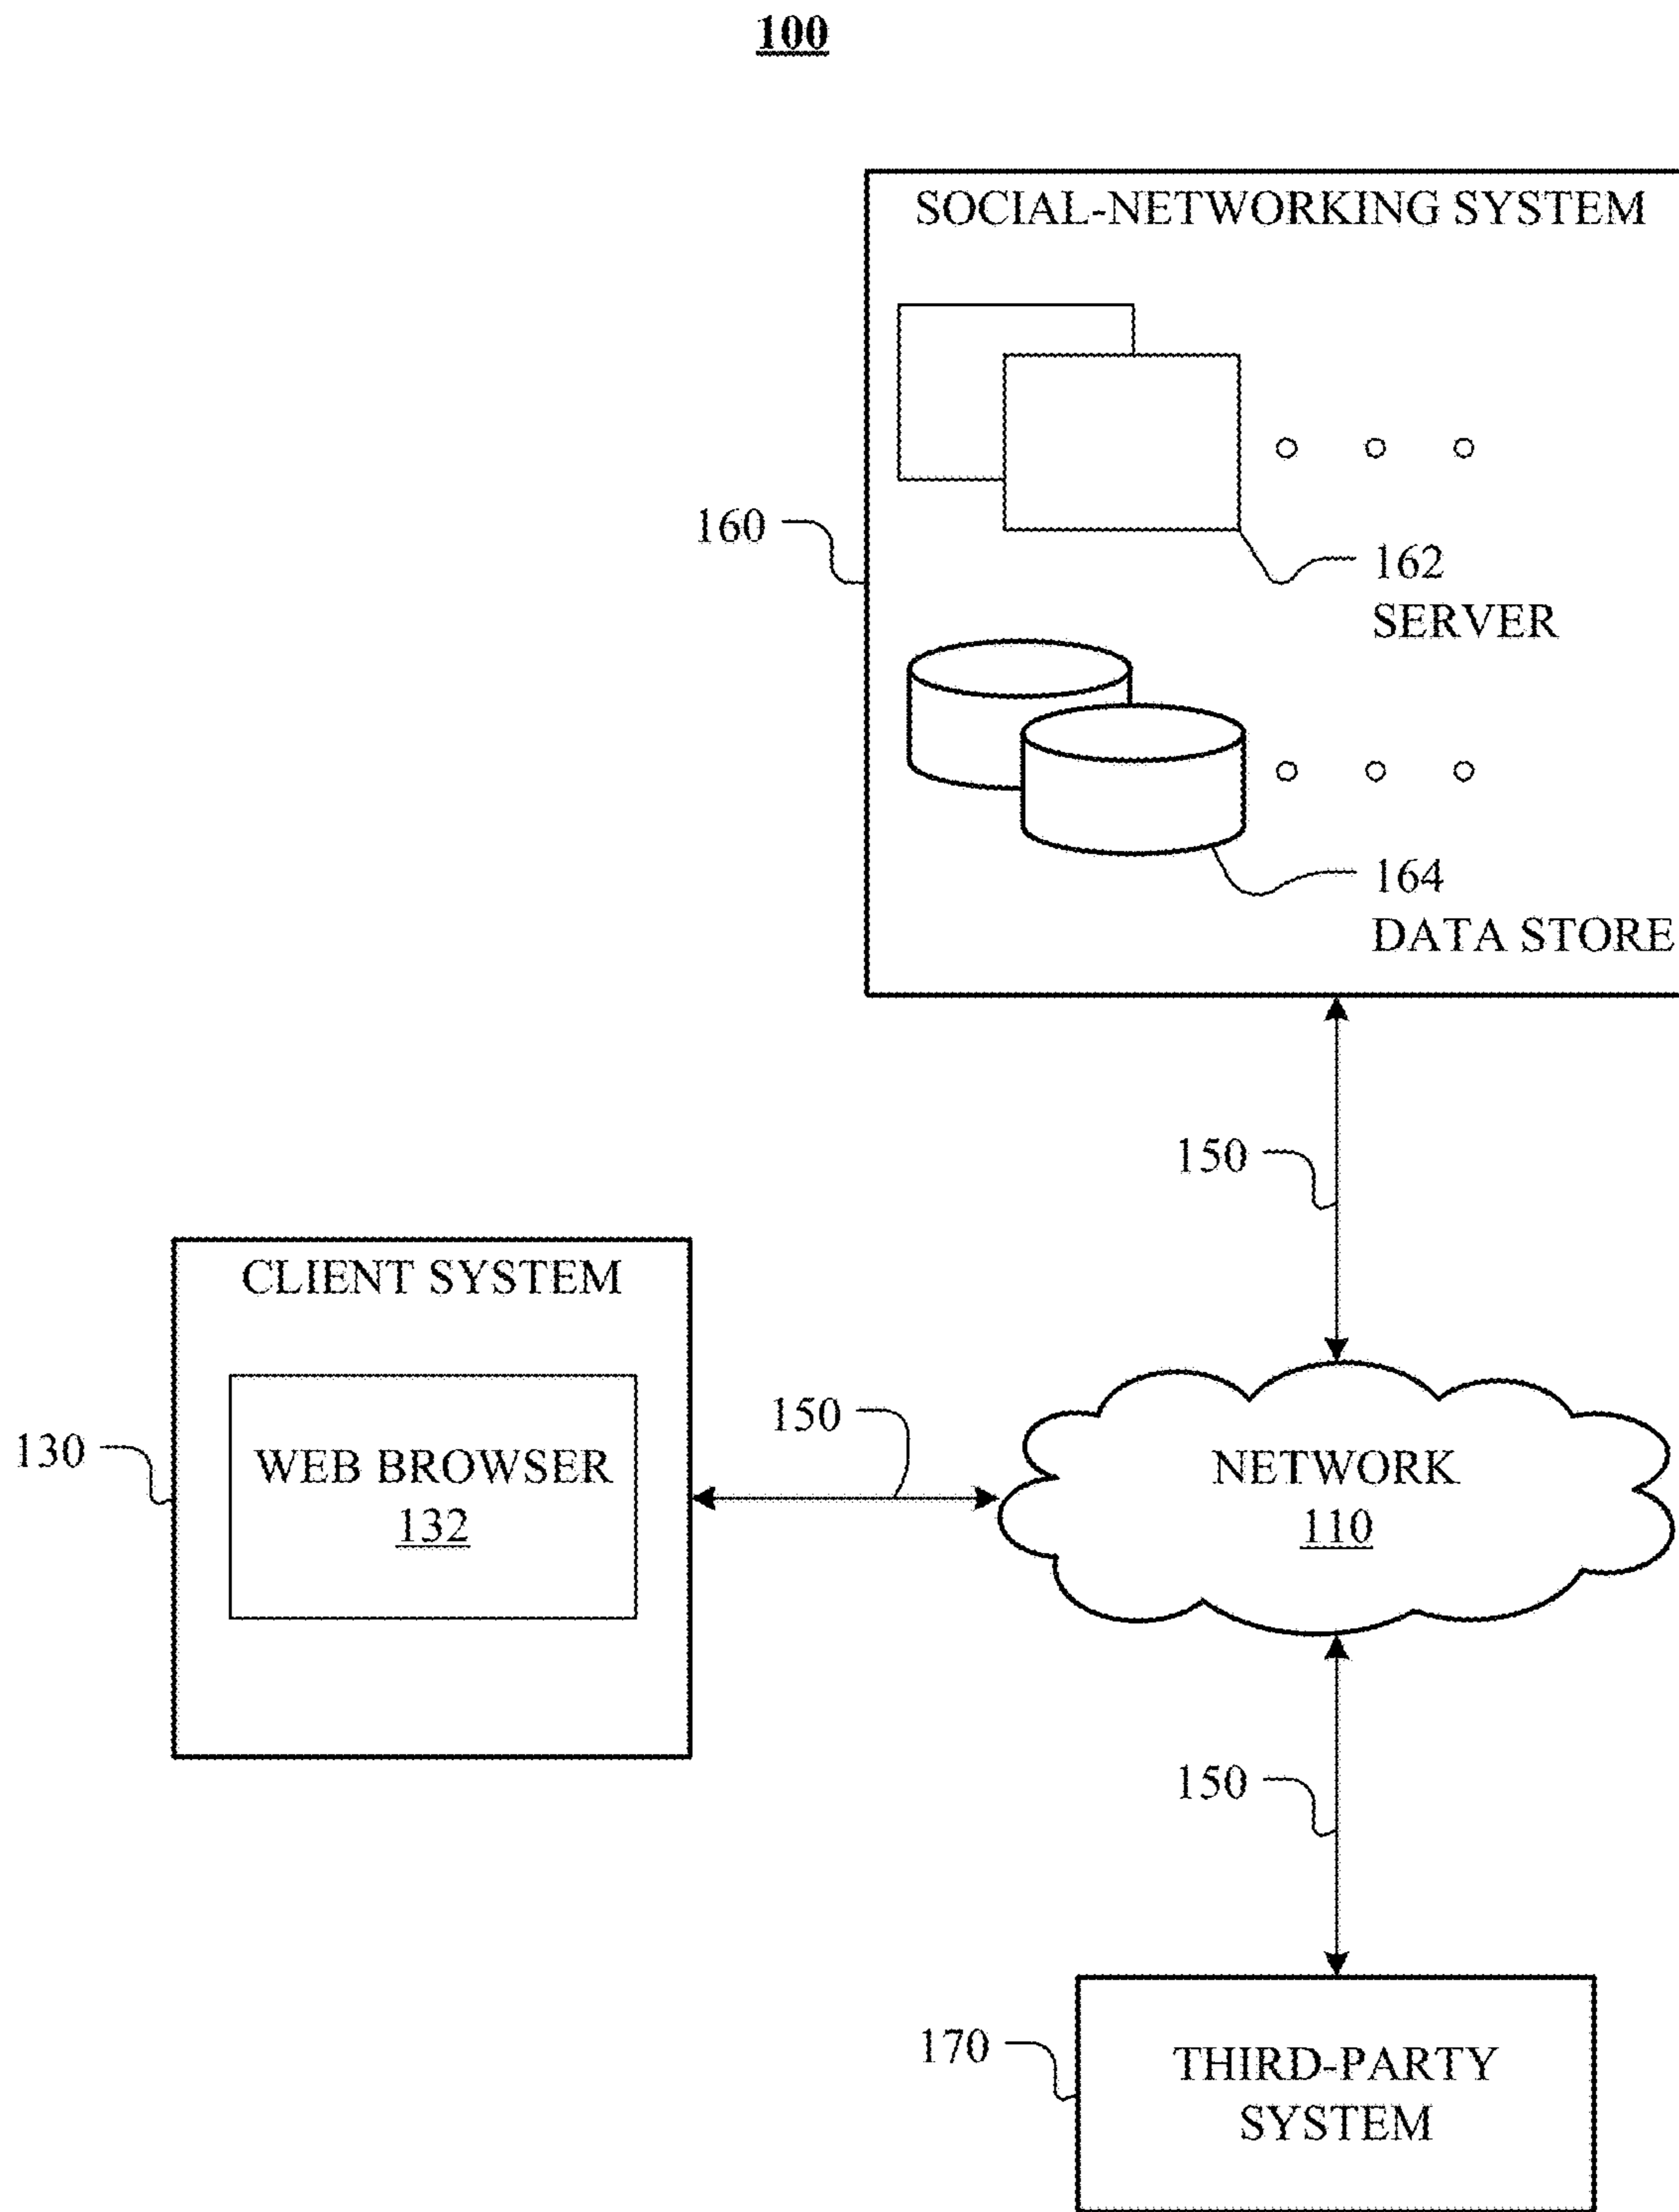 100
SOCIAL-NETWORKING SYSTEM
160
162
SERVER
164
DATA STORE
150
CLIENT SYSTEM
130
WEB BROWSER
132
150
NETWORK
110
150
170
THIRD-PARTY
SYSTEM